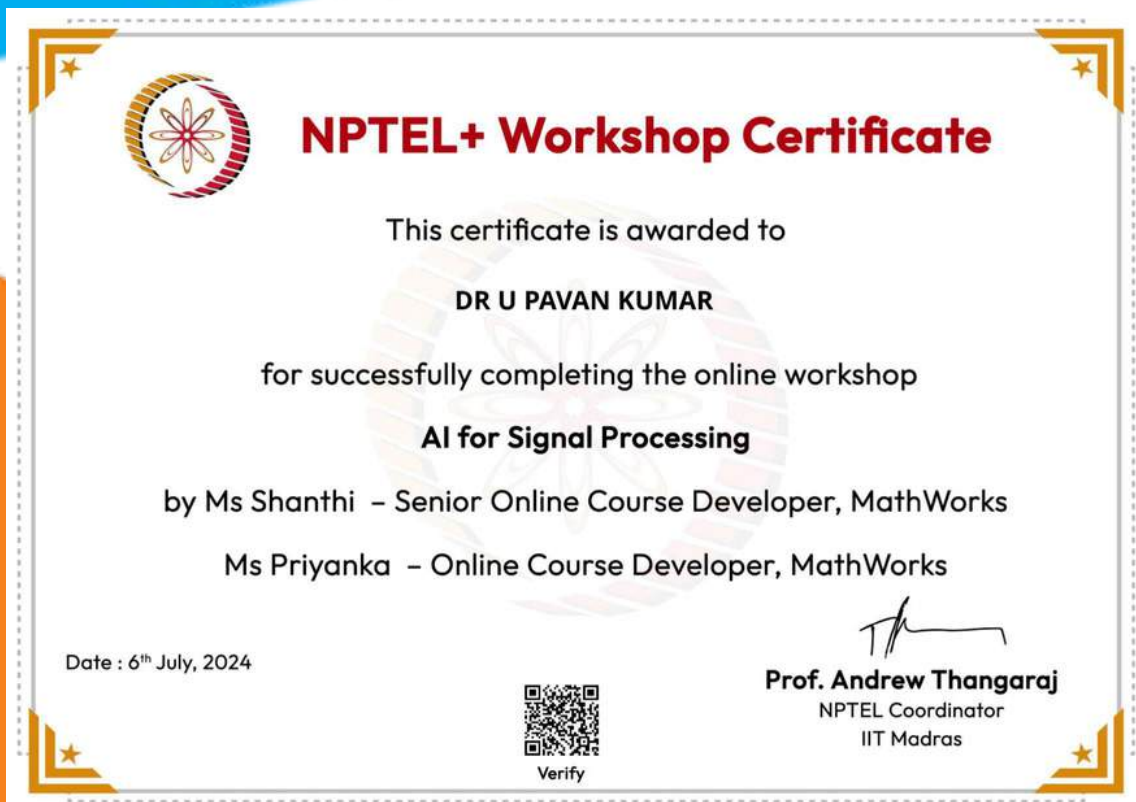 NPTEL+ Workshop Certificate
This certificate is awarded to
DR U PAVAN KUMAR
for successfully completing the online workshop
AI for Signal Processing
by Ms Shanthi – Senior Online Course Developer, MathWorks
Ms Priyanka – Online Course Developer, MathWorks
Date : 6th July, 2024
Prof. Andrew Thangaraj
NPTEL Coordinator
IIT Madras
Verify